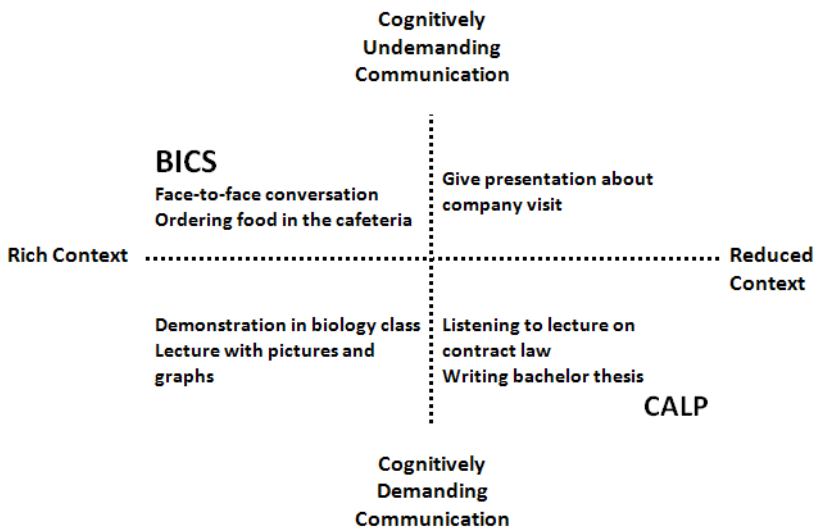 Cognitively
Undemanding
Communication
BICS
Face-to-face conversation
Ordering food in the cafeteria
Give presentation about
company visit
Rich Context
Reduced
Context
Demonstration in biology class
Lecture with pictures and
graphs
Listening to lecture on
contract law
Writing bachelor thesis
CALP
Cognitively
Demanding
Communication